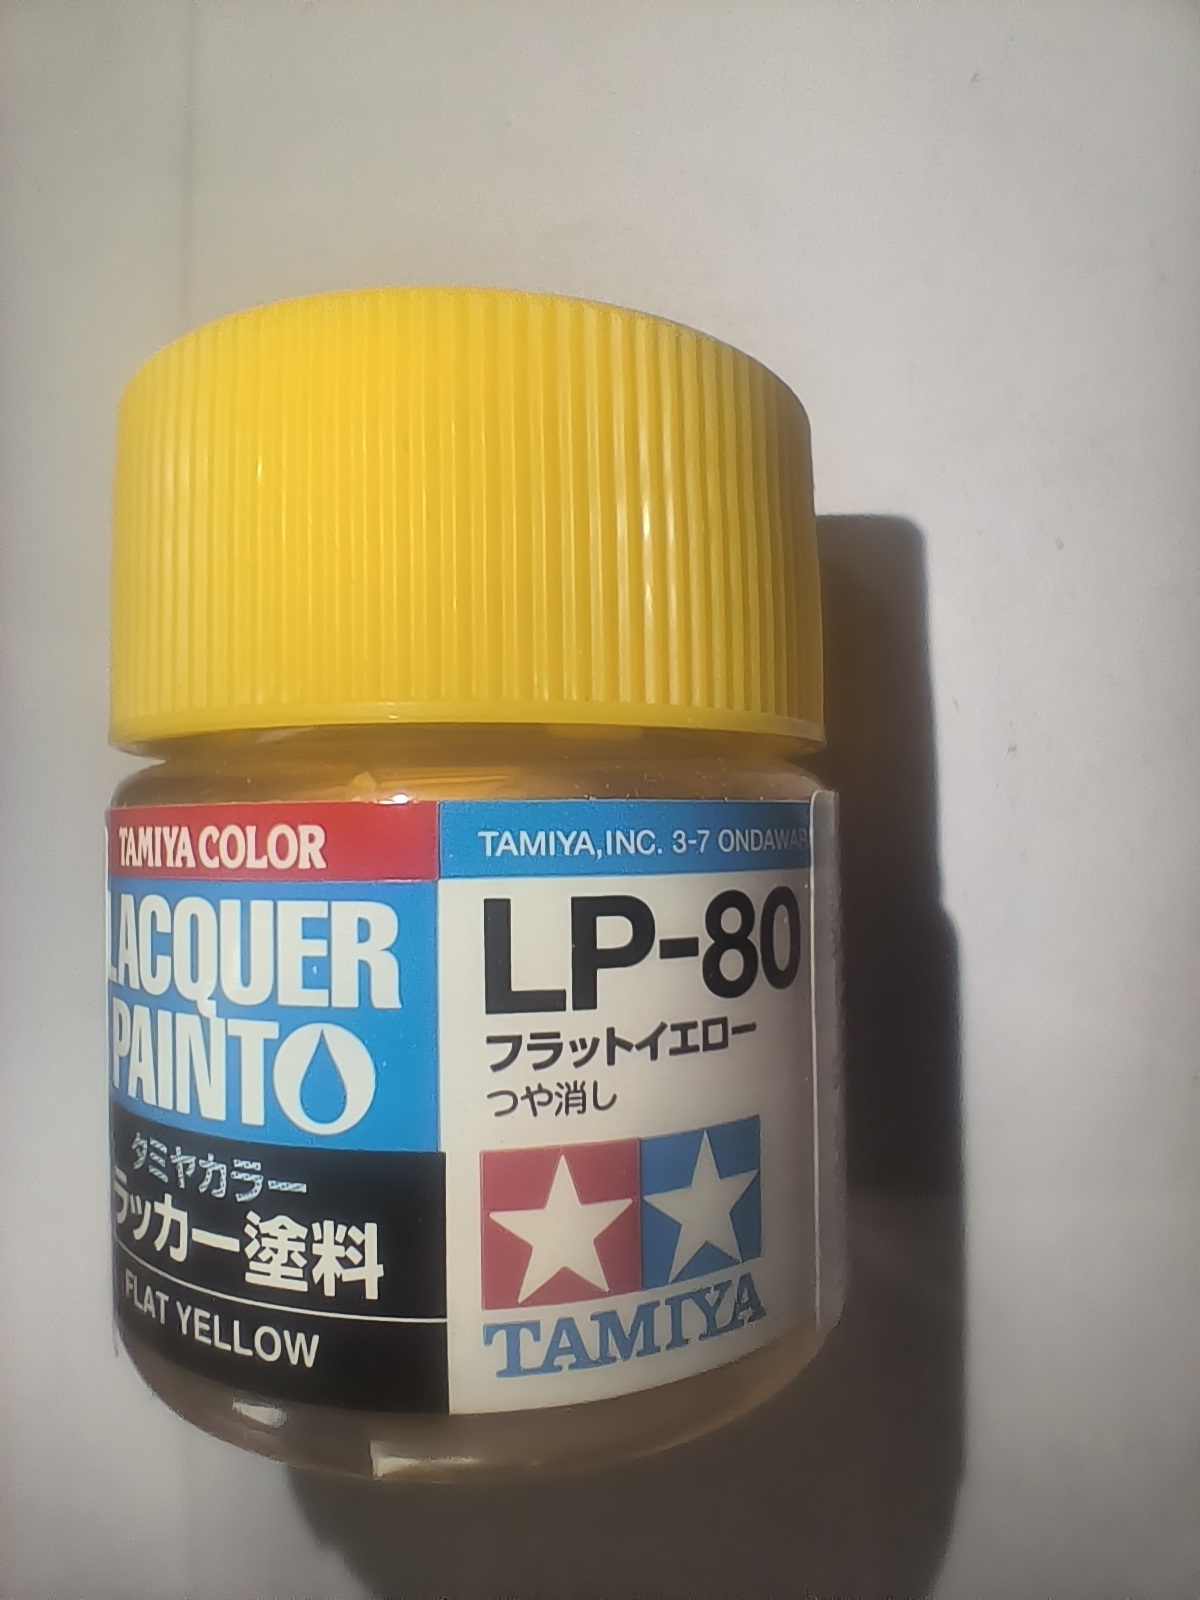 TAMIYA COLOR
LACQUER
PAINT
タミヤカラー
ラッカー塗料
FLAT YELLOW
TAMIYA,INC. 3-7 ONDAWAR
LP-80
フラットイエロー
つや消し
TAMIYA